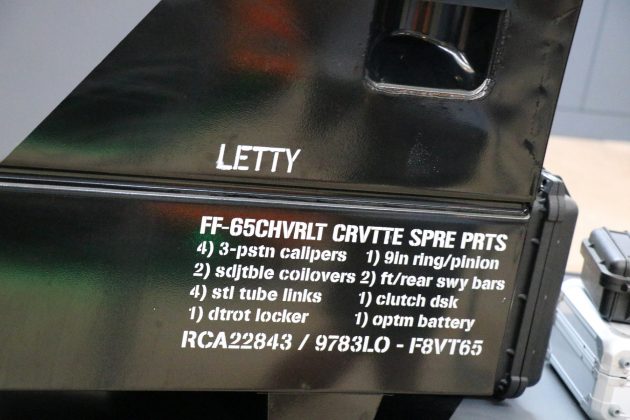 LETTY
FF-65CHVRLT CRVTTE SPRE PRTS
4) 3-pstn calipers 1) 9in ring/pinion
2) sdjtble coilovers 2) ft/rear swy bars
4) stl tube links 1) clutch dsk
1) dtrot locker 1) optm battery
RCA22843 / 9783LO - F8VT65